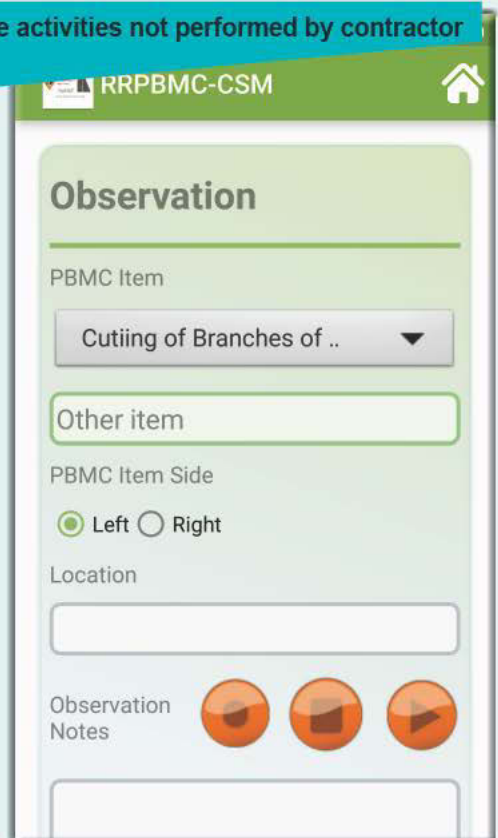 activities not performed by contractor
RRPBMC-CSM
Observation
PBMC Item
Cutiing of Branches of ..
Other item
PBMC Item Side
Left Right
Location
Observation
Notes